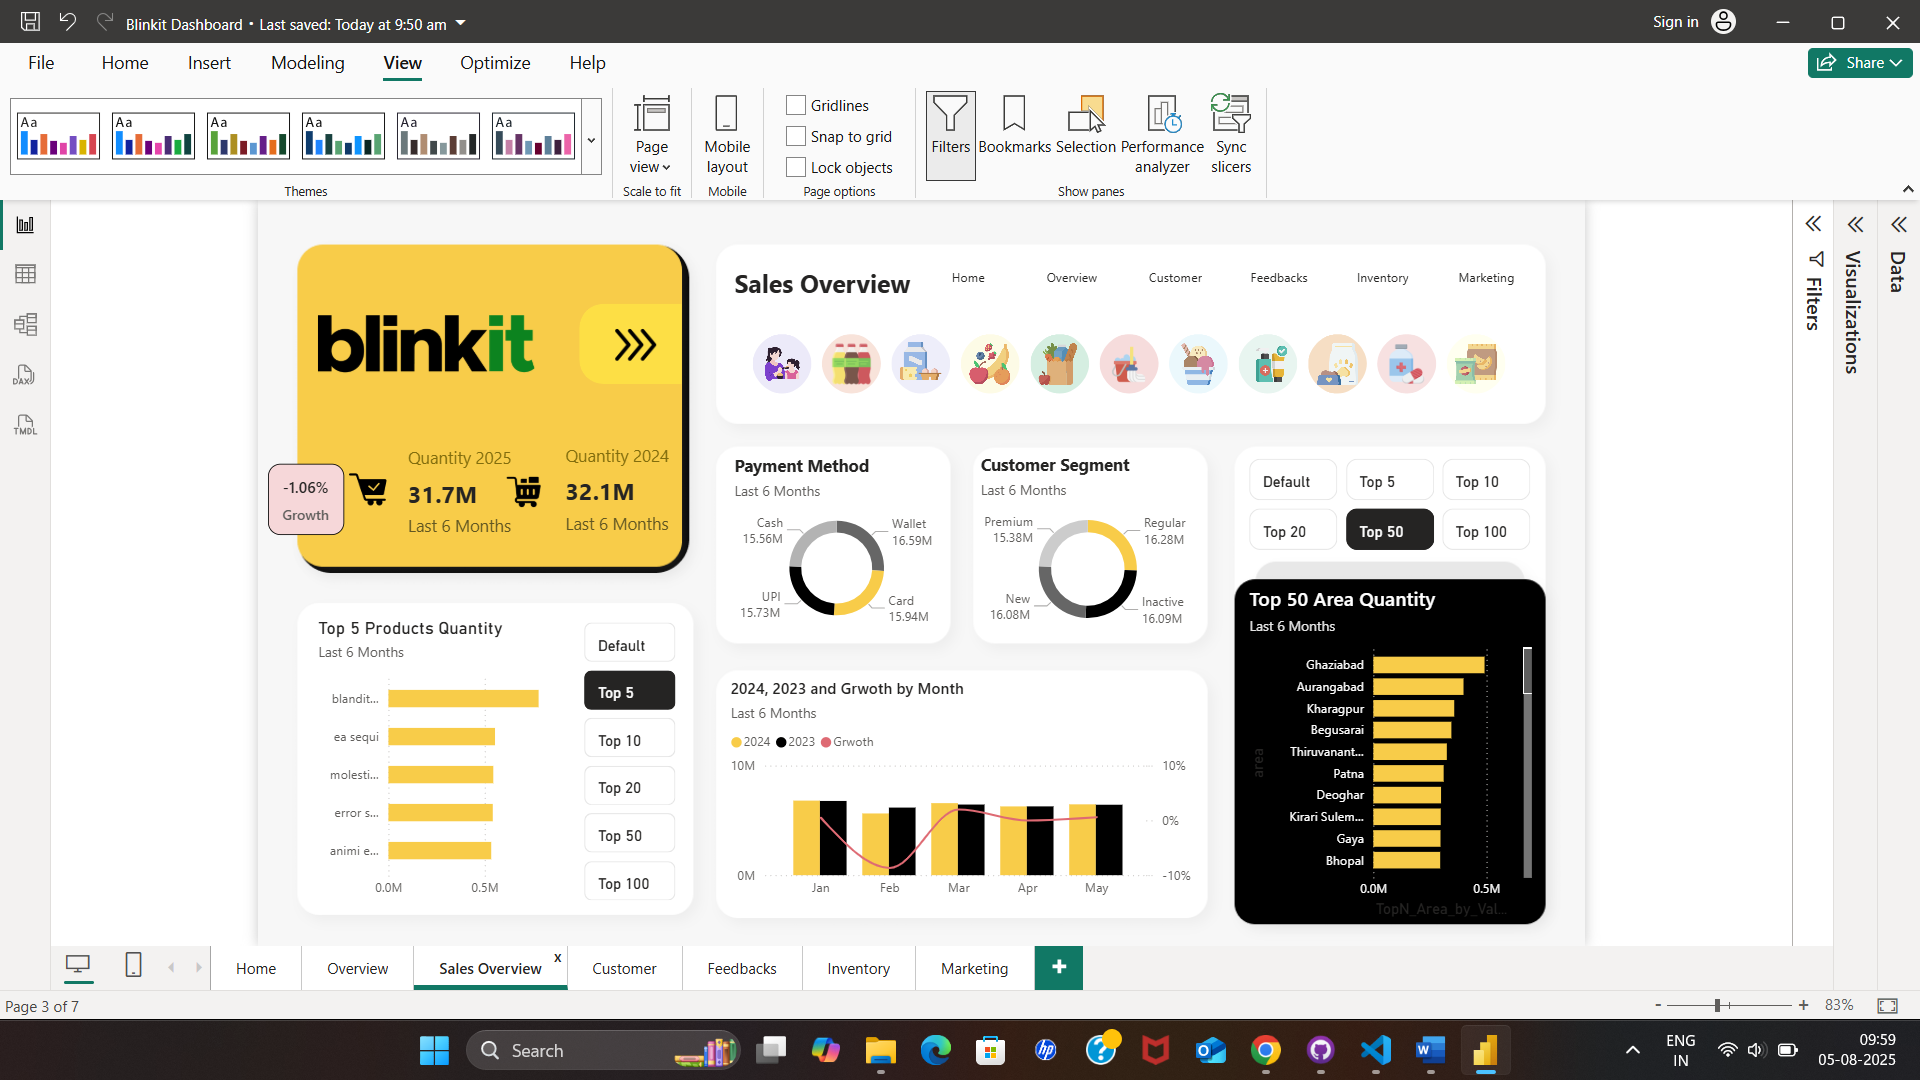 Blinkit Dashboard • Last saved: Today at 9:50 am
Sign in
File Home Insert Modeling View Optimize Help
Share
Aa Aa Aa Aa Aa Aa
Themes
Page view
Scale to fit
Mobile layout
Mobile
Gridlines
Snap to grid
Lock objects
Page options
Filters Bookmarks Selection Performance analyzer Sync slicers
Show panes
DAX
TMDL
Filters
Visualizations
Data
blinkit
Quantity 2025
31.7M
Last 6 Months
Quantity 2024
32.1M
Last 6 Months
-1.06%
Growth
Sales Overview
Home Overview Customer Feedbacks Inventory Marketing
Payment Method
Last 6 Months
Cash
15.56M
Wallet
16.59M
UPI
15.73M
Card
15.94M
Customer Segment
Last 6 Months
Premium
15.38M
Regular
16.28M
New
16.08M
Inactive
16.09M
Default Top 5 Top 10
Top 20 Top 50 Top 100
Top 5 Products Quantity
Last 6 Months
blandit...
ea sequi
molesti...
error s...
animi e...
0.0M 0.5M
Default
Top 5
Top 10
Top 20
Top 50
Top 100
2024, 2023 and Grwoth by Month
Last 6 Months
2024 2023 Grwoth
10M
0M
10%
0%
-10%
Jan Feb Mar Apr May
Top 50 Area Quantity
Last 6 Months
area
Ghaziabad
Aurangabad
Kharagpur
Begusarai
Thiruvanant...
Patna
Deoghar
Kirari Sulem...
Gaya
Bhopal
0.0M 0.5M
TopN_Area_by_Val...
Home Overview Sales Overview x Customer Feedbacks Inventory Marketing +
Page 3 of 7
- + 83%
Search
hp
ENG
IN
09:59
05-08-2025